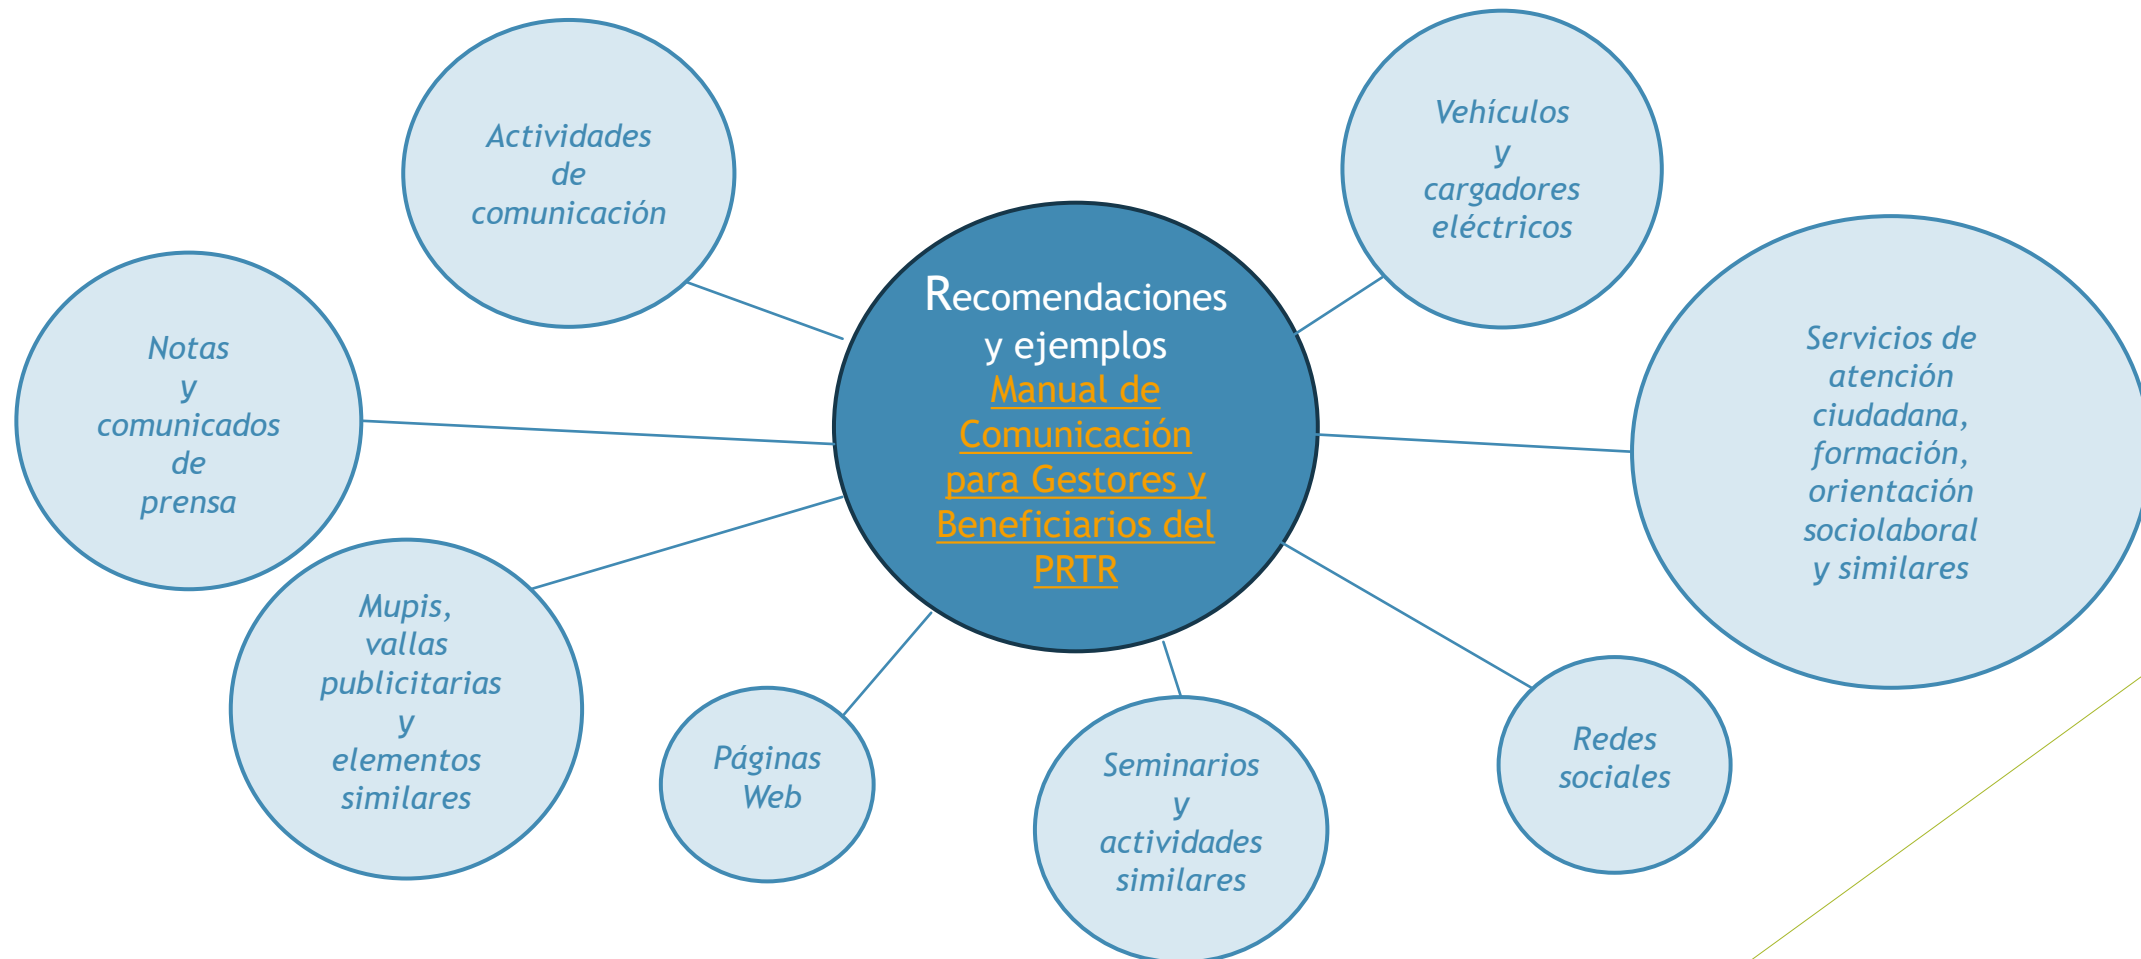 Actividades
de
comunicación
Vehículos
y
cargadores
eléctricos
Notas
y
comunicados
de
prensa
Recomendaciones
y ejemplos
Manual de
Comunicación
para Gestores y
Beneficiarios del
PRTR
Servicios de
atención
ciudadana,
formación,
orientación
sociolaboral
y similares
Mupis,
vallas
publicitarias
y
elementos
similares
Páginas
Web
Seminarios
y
actividades
similares
Redes
sociales